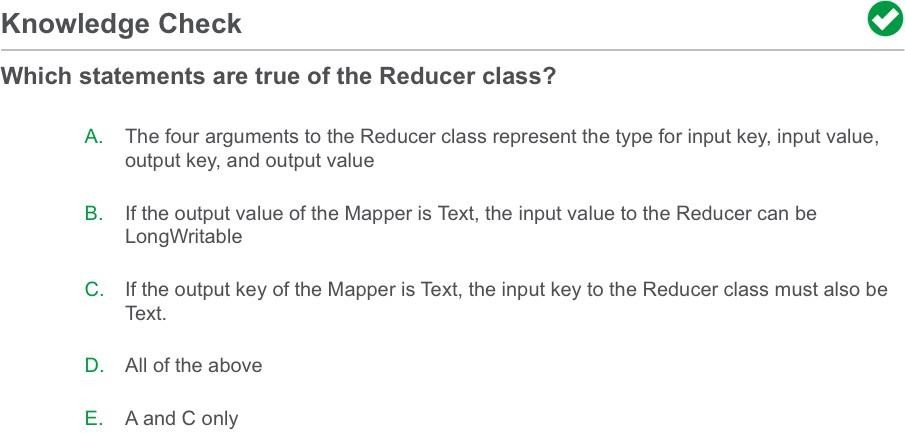 Knowledge Check
Which statements are true of the Reducer class?
A. The four arguments to the Reducer class represent the type for input key, input value,
output key, and output value
B. If the output value of the Mapper is Text, the input value to the Reducer can be
LongWritable
C. If the output key of the Mapper is Text, the input key to the Reducer class must also be
Text.
D. All of the above
E. A and C only